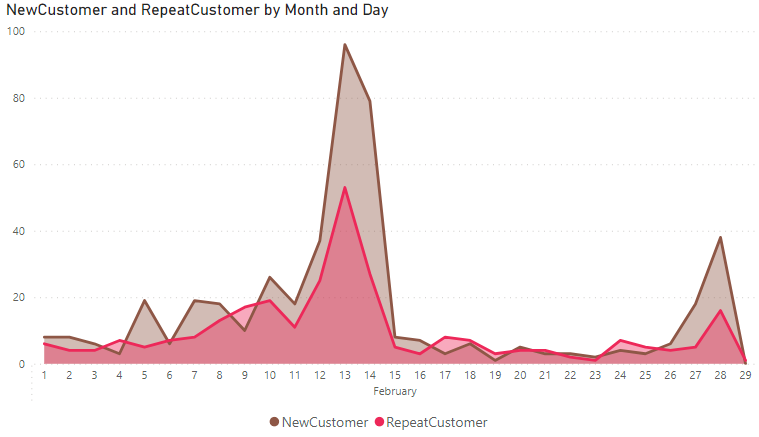 NewCustomer and RepeatCustomer by Month and Day
100
80
60
40
20
0
1 2 3 4 5 6 7 8 9 10 11 12 13 14 15 16 17 18 19 20 21 22 23 24 25 26 27 28 29
February
NewCustomer RepeatCustomer